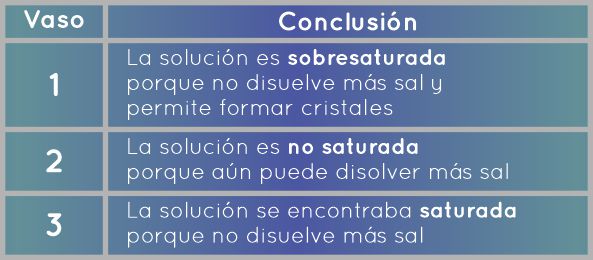 Vaso
Conclusión
1
La solución es sobresaturada
porque no disuelve más sal y
permite formar cristales
2
La solución es no saturada
porque aún puede disolver más sal
3
La solución se encontraba saturada
porque no disuelve más sal